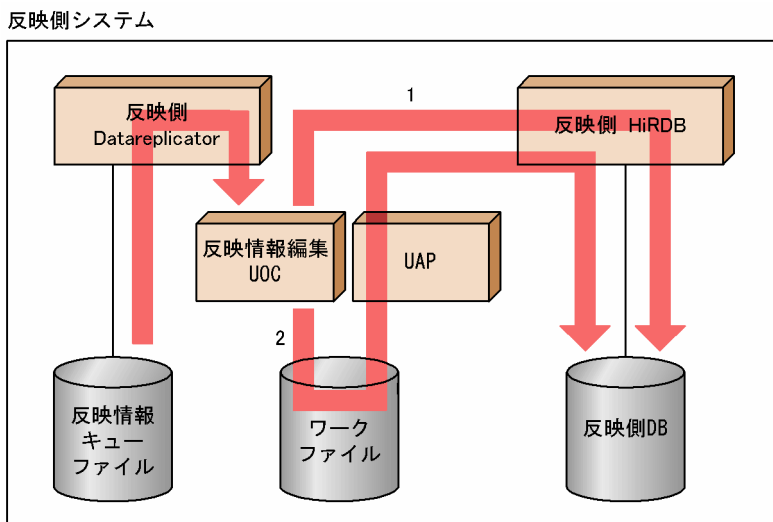 反映側システム
反映側
Datareplicator
1
反映側 HiRDB
反映情報編集
UOC
UAP
2
反映情報
キュー
ファイル
ワーク
ファイル
反映側DB